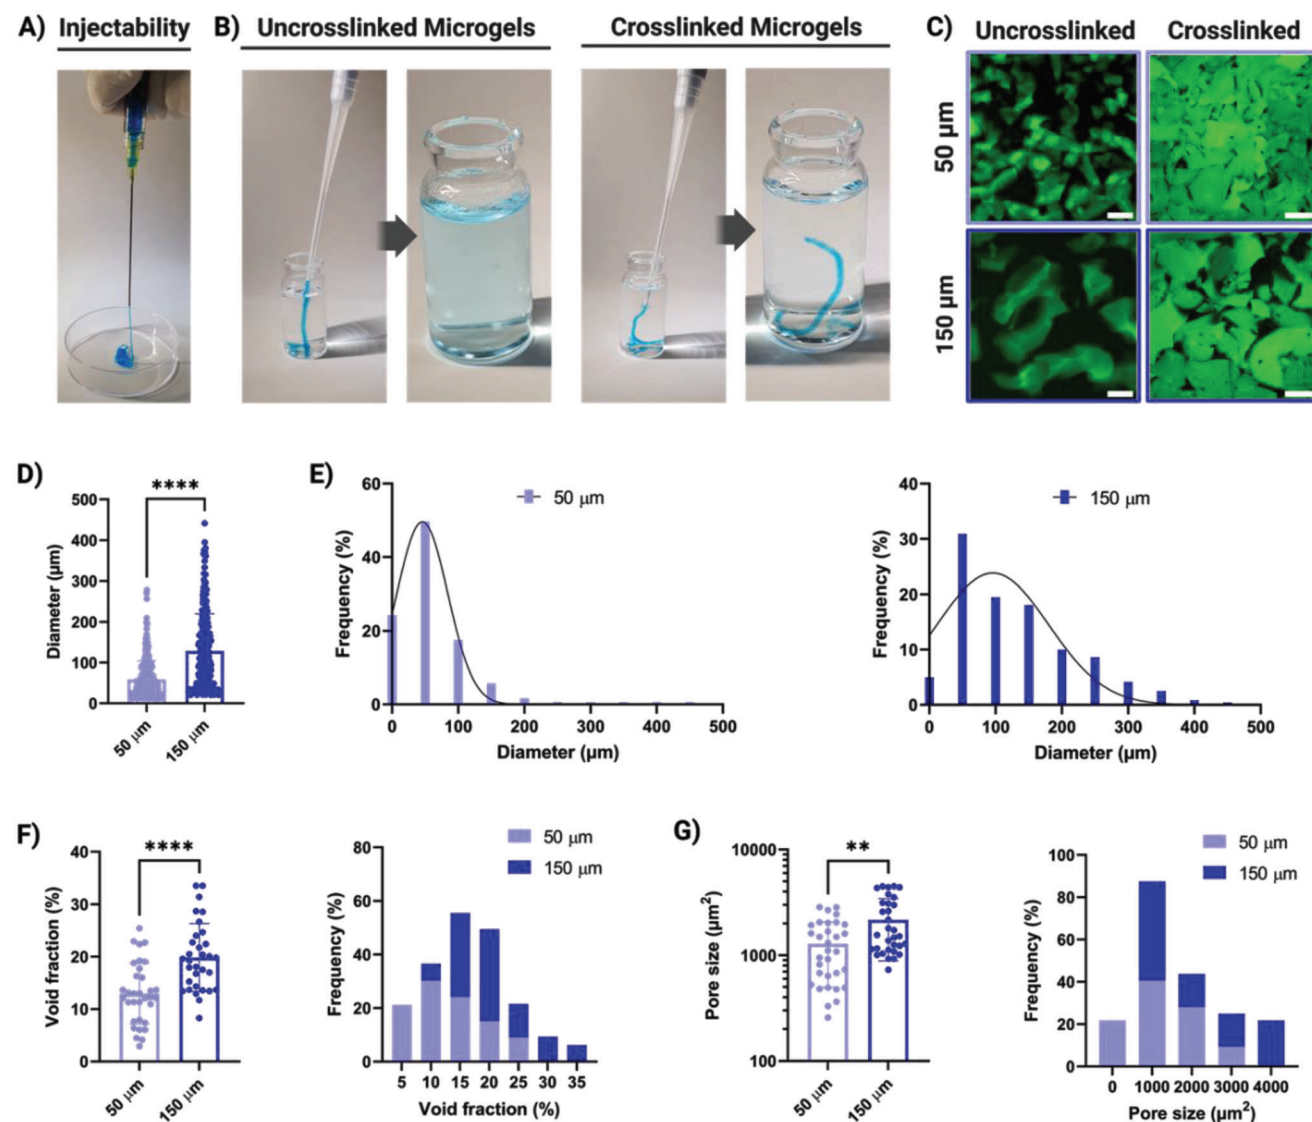 A) Injectability
B) Uncrosslinked Microgels
Crosslinked Microgels
C) Uncrosslinked
Crosslinked
50 µm
150 µm
D)
****
Diameter (µm)
500
400
300
200
100
0
50 µm
150 µm
E)
50 µm
Frequency (%)
60
40
20
0
0 100 200 300 400 500
Diameter (µm)
150 µm
Frequency (%)
40
30
20
10
0
0 100 200 300 400 500
Diameter (µm)
F)
****
Void fraction (%)
40
30
20
10
0
50 µm
150 µm
50 µm
150 µm
Frequency (%)
80
60
40
20
0
5 10 15 20 25 30 35
Void fraction (%)
G)
**
Pore size (µm²)
10000
1000
100
50 µm
150 µm
50 µm
150 µm
Frequency (%)
100
80
60
40
20
0
0 1000 2000 3000 4000
Pore size (µm²)